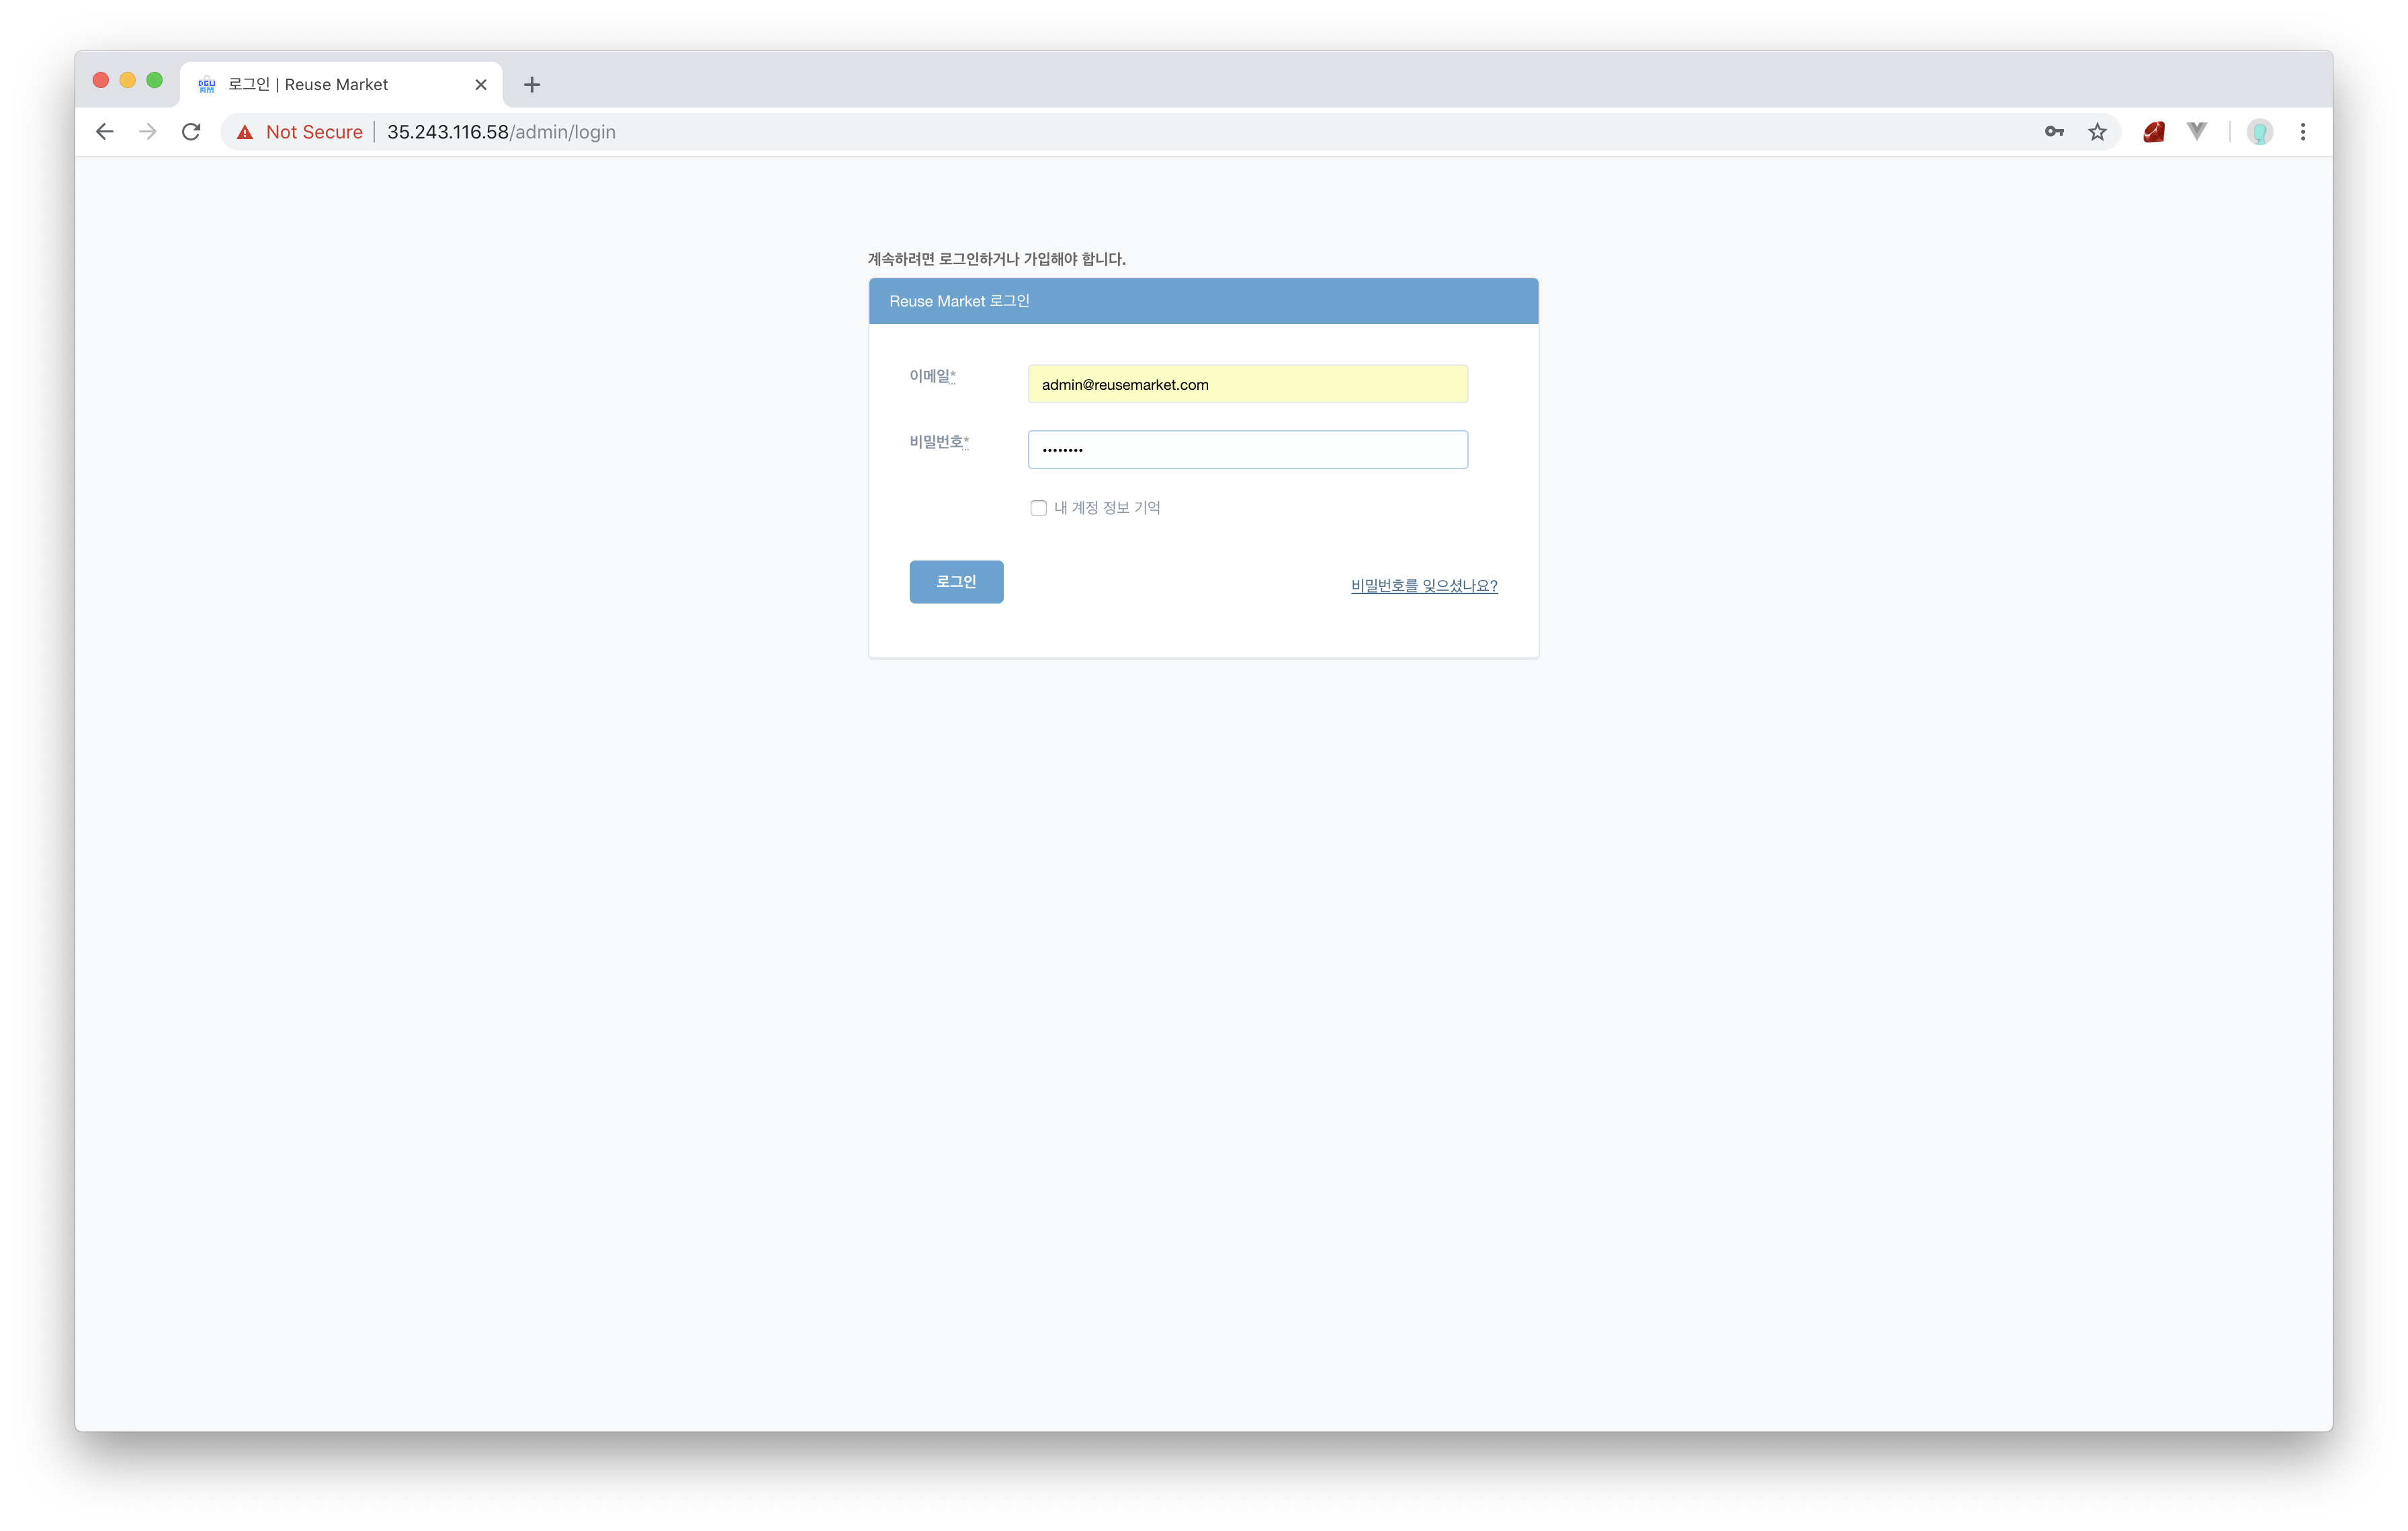 로그인 | Reuse Market
Not Secure | 35.243.116.58/admin/login
계속하려면 로그인하거나 가입해야 합니다.
Reuse Market 로그인
이메일*
admin@reusemarket.com
비밀번호*
••••••••
내 계정 정보 기억
로그인
비밀번호를 잊으셨나요?